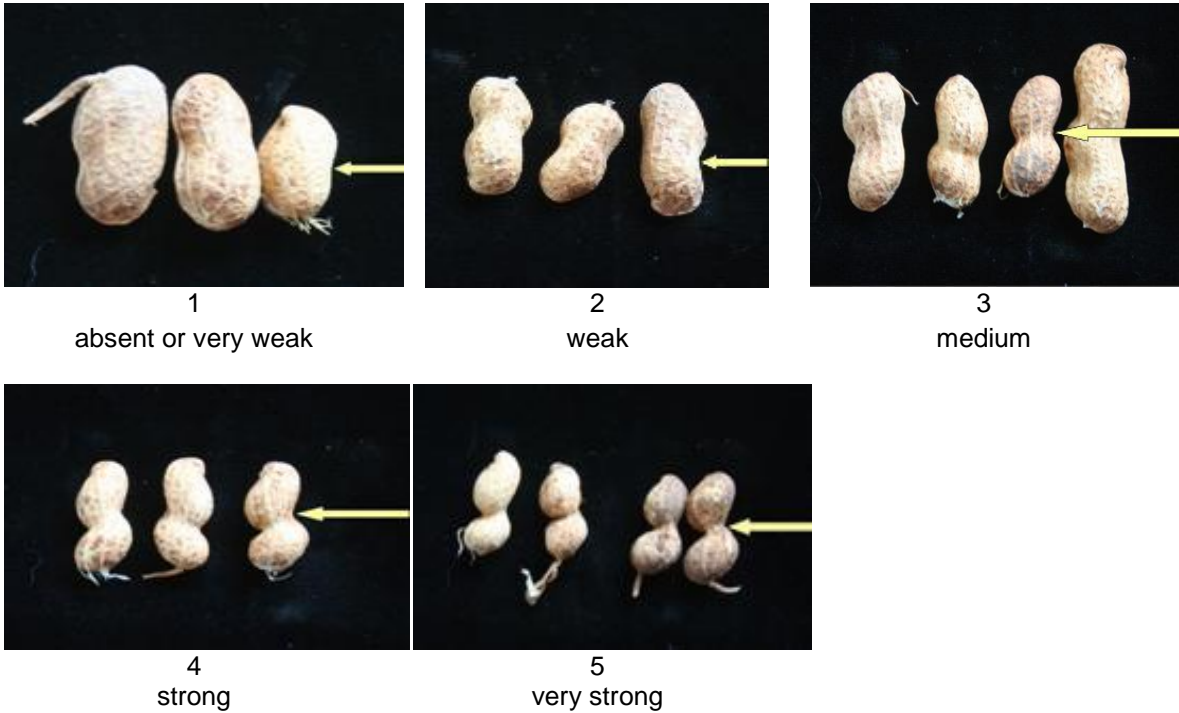 1
absent or very weak
2
weak
3
medium
4
strong
5
very strong